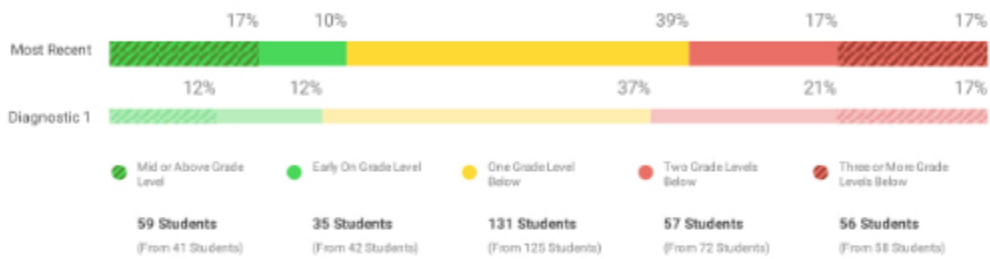 17% 10% 39% 17% 17%
Most Recent
12% 12% 37% 21% 17%
Diagnostic 1
Mid or Above Grade
Level
Early On Grade Level
One Grade Level
Below
Two Grade Levels
Below
Three or More Grade
Levels Below
59 Students
(From 41 Students)
35 Students
(From 42 Students)
131 Students
(From 125 Students)
57 Students
(From 72 Students)
56 Students
(From 58 Students)